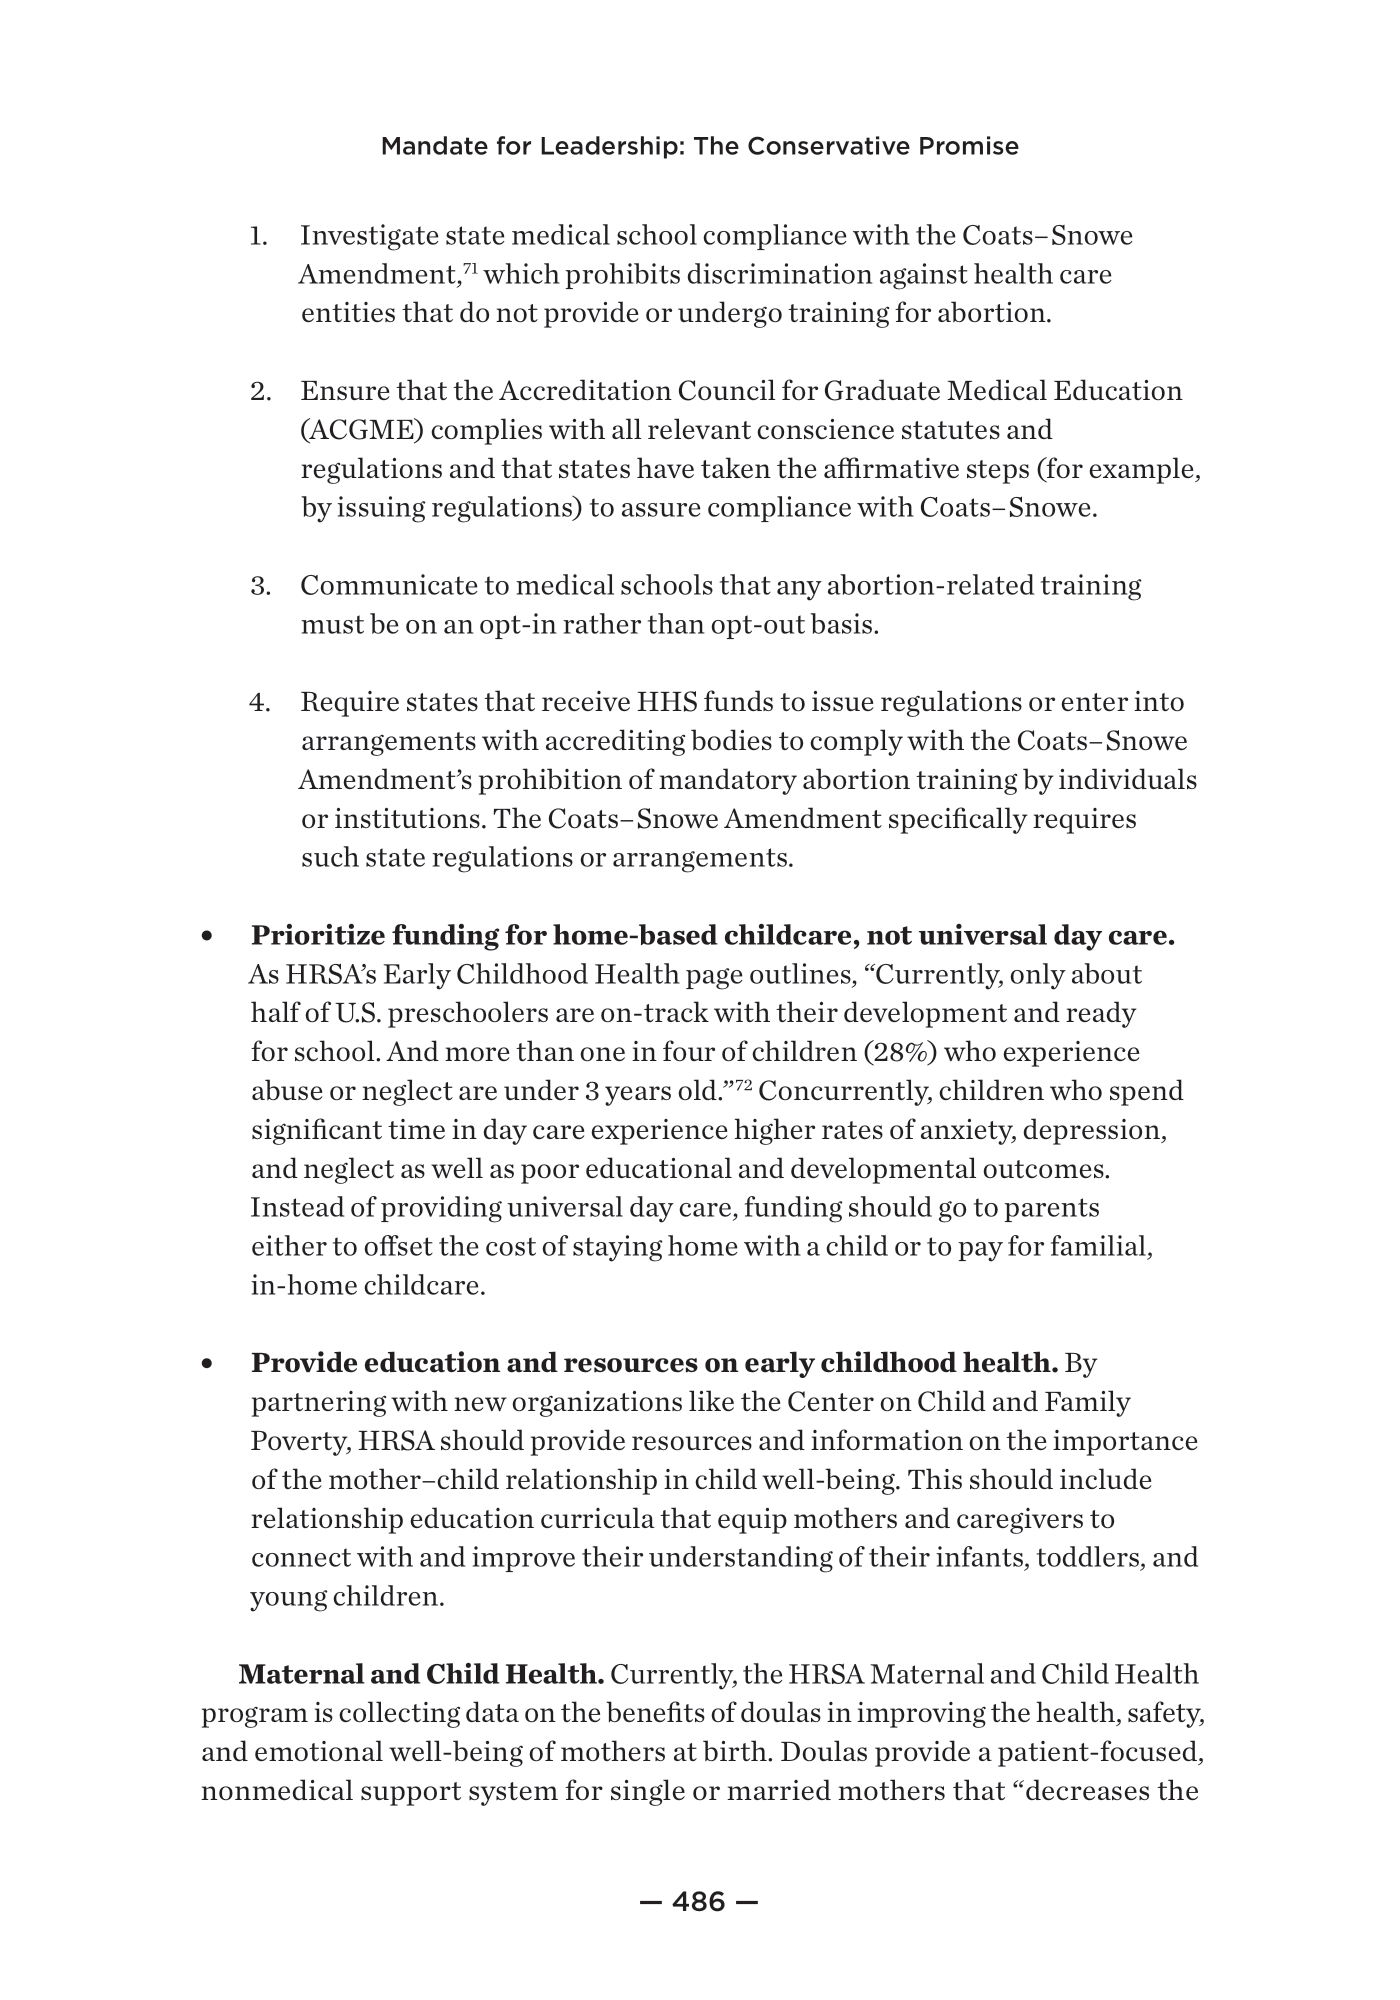 Mandate for Leadership: The Conservative Promise
1. Investigate state medical school compliance with the Coats–Snowe
Amendment,71 which prohibits discrimination against health care
entities that do not provide or undergo training for abortion.
2. Ensure that the Accreditation Council for Graduate Medical Education
(ACGME) complies with all relevant conscience statutes and
regulations and that states have taken the affirmative steps (for example,
by issuing regulations) to assure compliance with Coats–Snowe.
3. Communicate to medical schools that any abortion-related training
must be on an opt-in rather than opt-out basis.
4. Require states that receive HHS funds to issue regulations or enter into
arrangements with accrediting bodies to comply with the Coats–Snowe
Amendment’s prohibition of mandatory abortion training by individuals
or institutions. The Coats–Snowe Amendment specifically requires
such state regulations or arrangements.
• Prioritize funding for home-based childcare, not universal day care.
As HRSA’s Early Childhood Health page outlines, “Currently, only about
half of U.S. preschoolers are on-track with their development and ready
for school. And more than one in four of children (28%) who experience
abuse or neglect are under 3 years old.”72 Concurrently, children who spend
significant time in day care experience higher rates of anxiety, depression,
and neglect as well as poor educational and developmental outcomes.
Instead of providing universal day care, funding should go to parents
either to offset the cost of staying home with a child or to pay for familial,
in-home childcare.
• Provide education and resources on early childhood health. By
partnering with new organizations like the Center on Child and Family
Poverty, HRSA should provide resources and information on the importance
of the mother–child relationship in child well-being. This should include
relationship education curricula that equip mothers and caregivers to
connect with and improve their understanding of their infants, toddlers, and
young children.
Maternal and Child Health. Currently, the HRSA Maternal and Child Health
program is collecting data on the benefits of doulas in improving the health, safety,
and emotional well-being of mothers at birth. Doulas provide a patient-focused,
nonmedical support system for single or married mothers that “decreases the
— 486 —